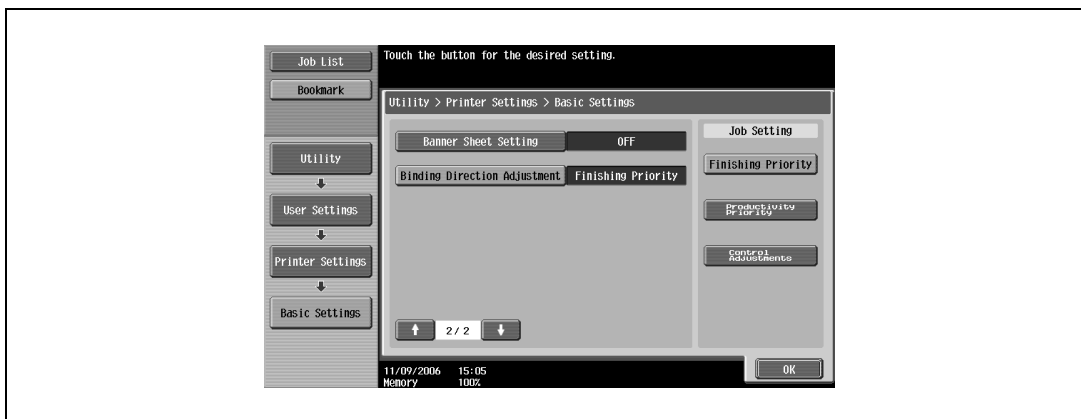 Touch the button for the desired setting.
Job List
Bookmark
Utility
User Settings
Printer Settings
Basic Settings
Utility > Printer Settings > Basic Settings
Banner Sheet Setting OFF
Binding Direction Adjustment Finishing Priority
2/2
Job Setting
Finishing Priority
Productivity
Priority
Control
Adjustments
11/09/2006 15:05
Memory 100%
OK